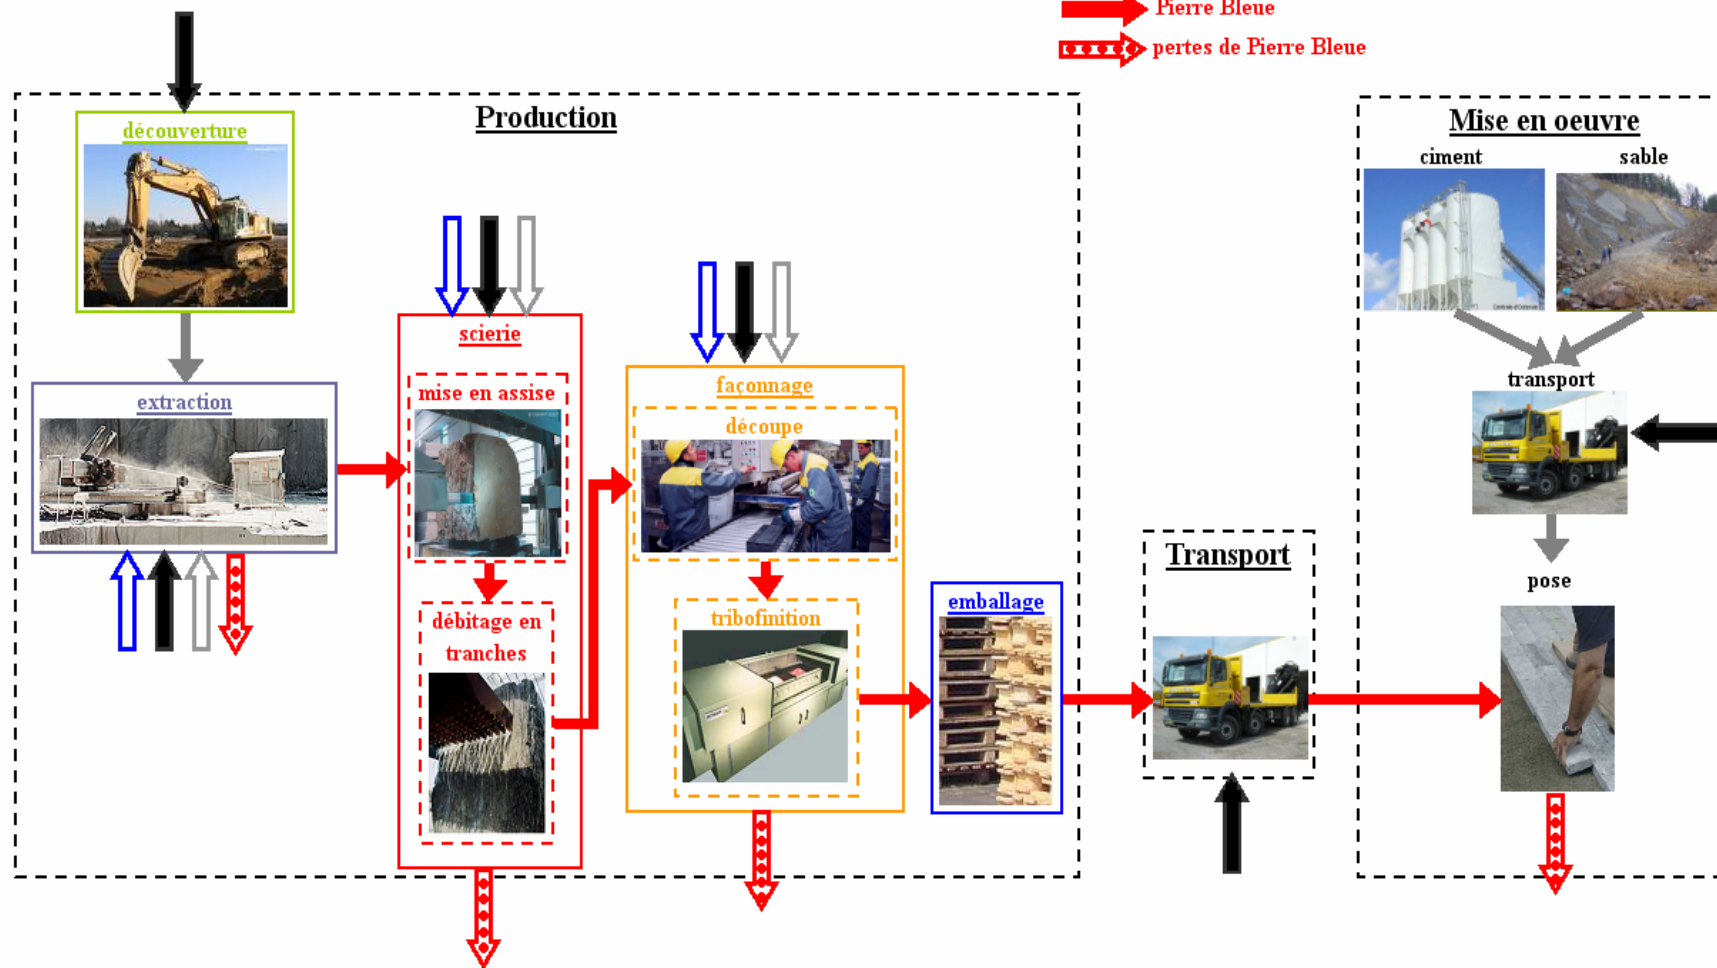 Pierre Bleue
pertes de Pierre Bleue
Production
découverture
extraction
scierie
mise en assise
débitage en
tranches
façonnage
découpe
tribofinition
emballage
Transport
Mise en oeuvre
ciment
sable
transport
pose